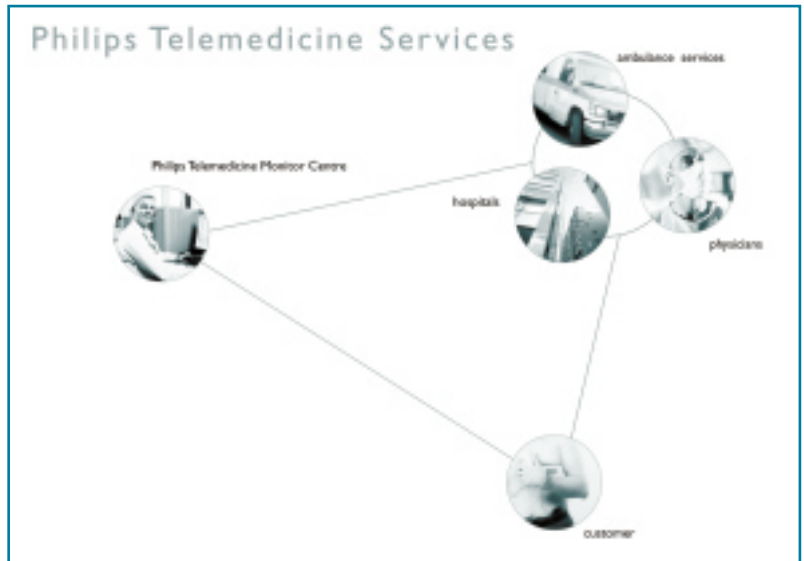 Philips Telemedicine Services
ambulance services
Philips Telemedicine Monitor Centre
hospitals
physicians
customer